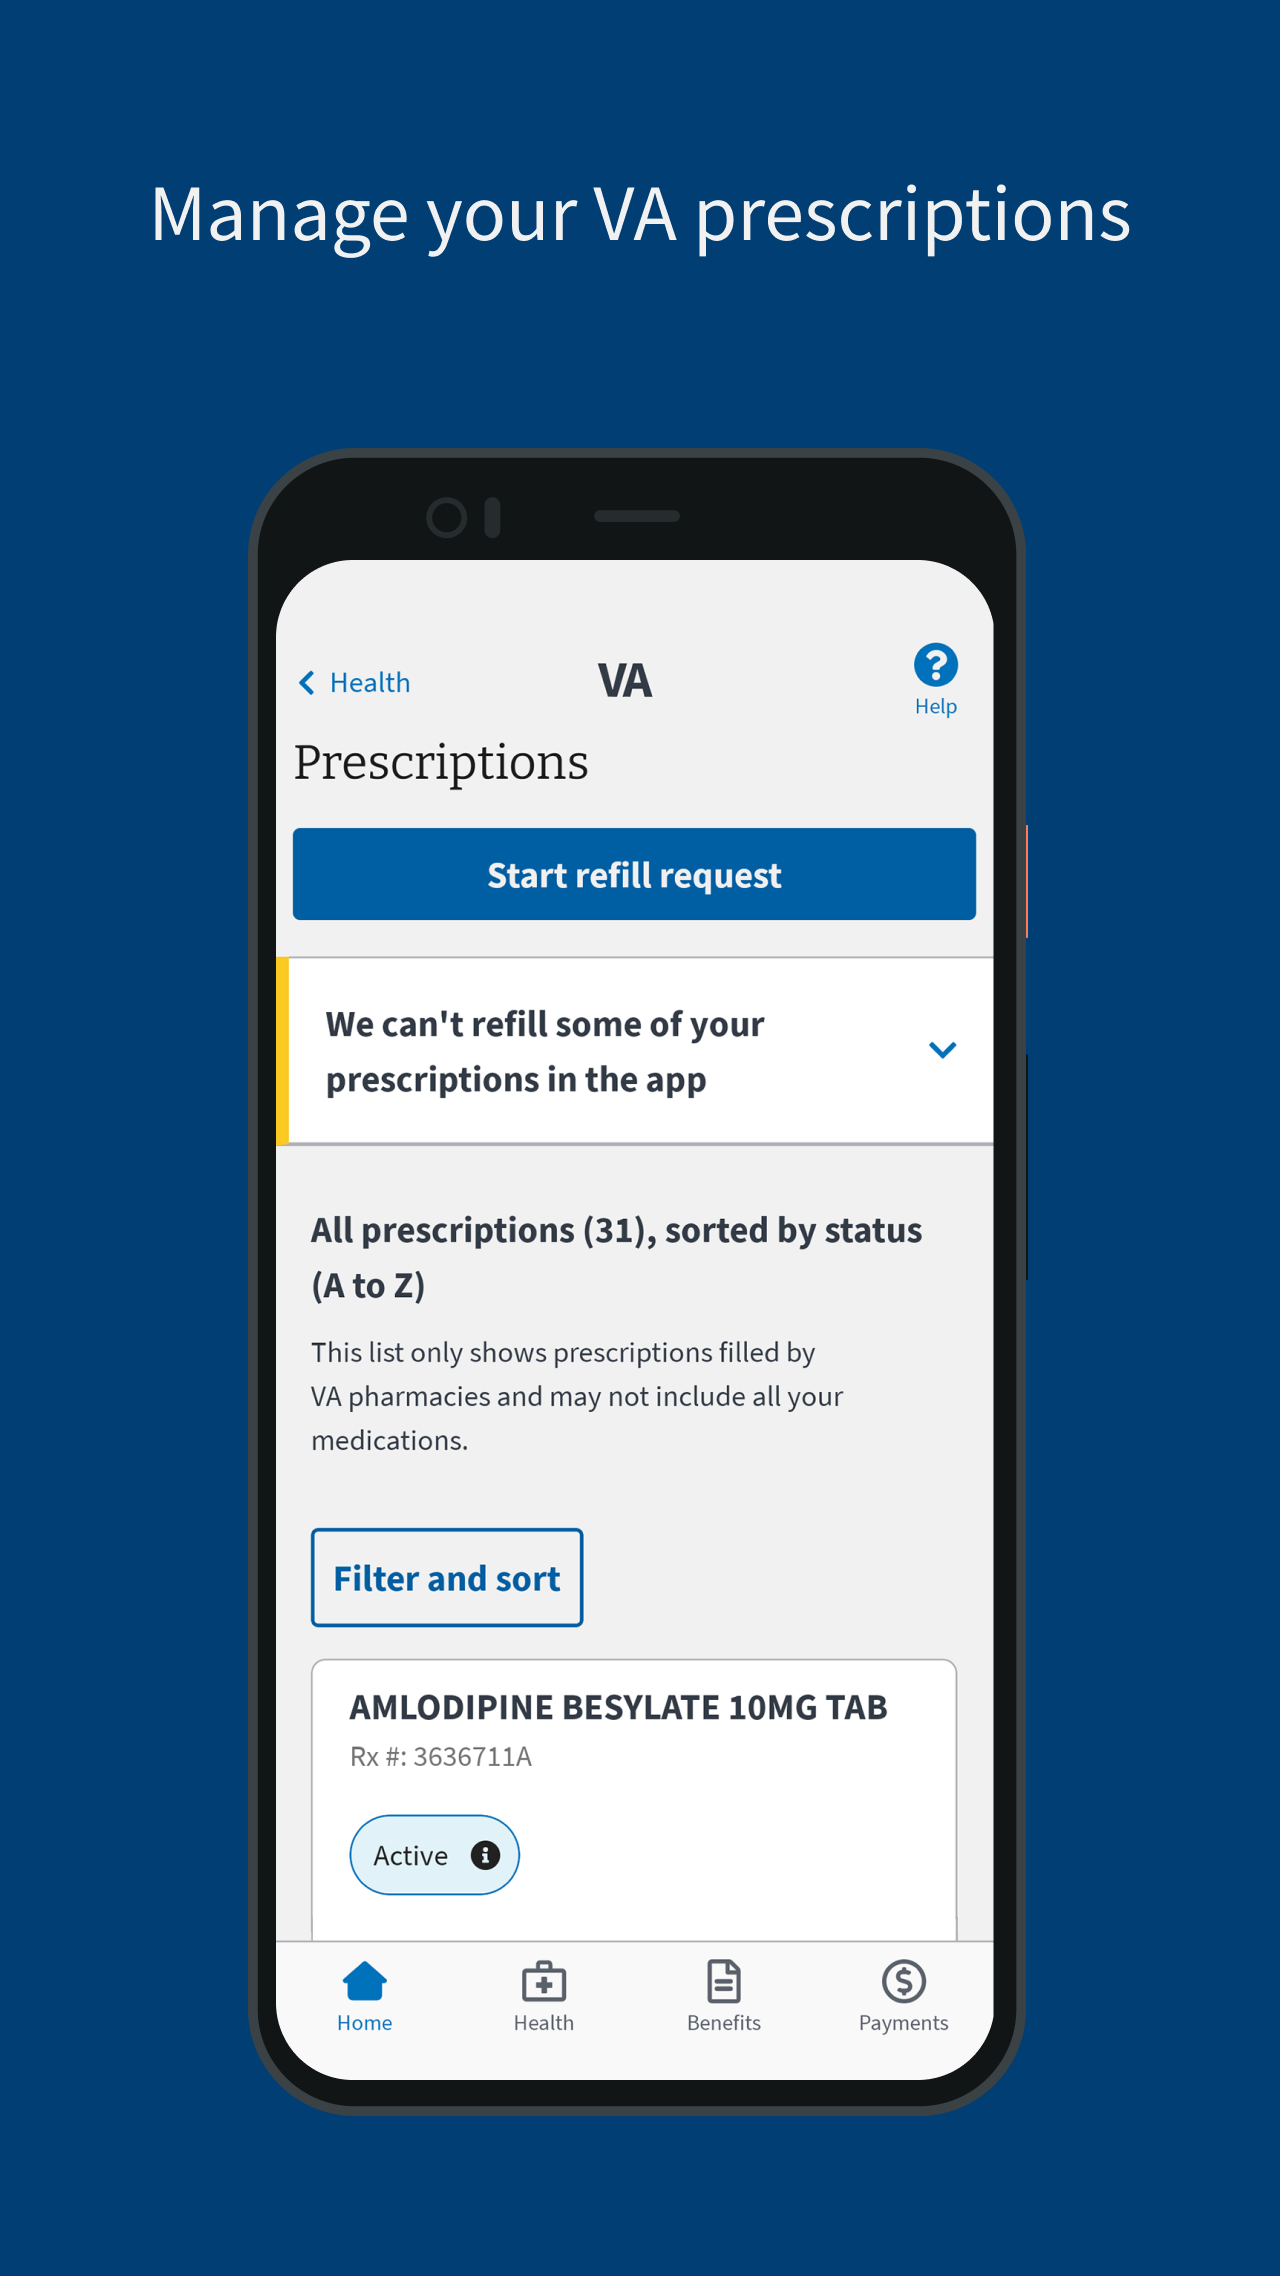 Manage your VA prescriptions
Health
VA
Help
Prescriptions
Start refill request
We can't refill some of your
prescriptions in the app
All prescriptions (31), sorted by status
(A to Z)
This list only shows prescriptions filled by
VA pharmacies and may not include all your
medications.
Filter and sort
AMLODIPINE BESYLATE 10MG TAB
Rx #: 3636711A
Active
Home
Health
Benefits
Payments